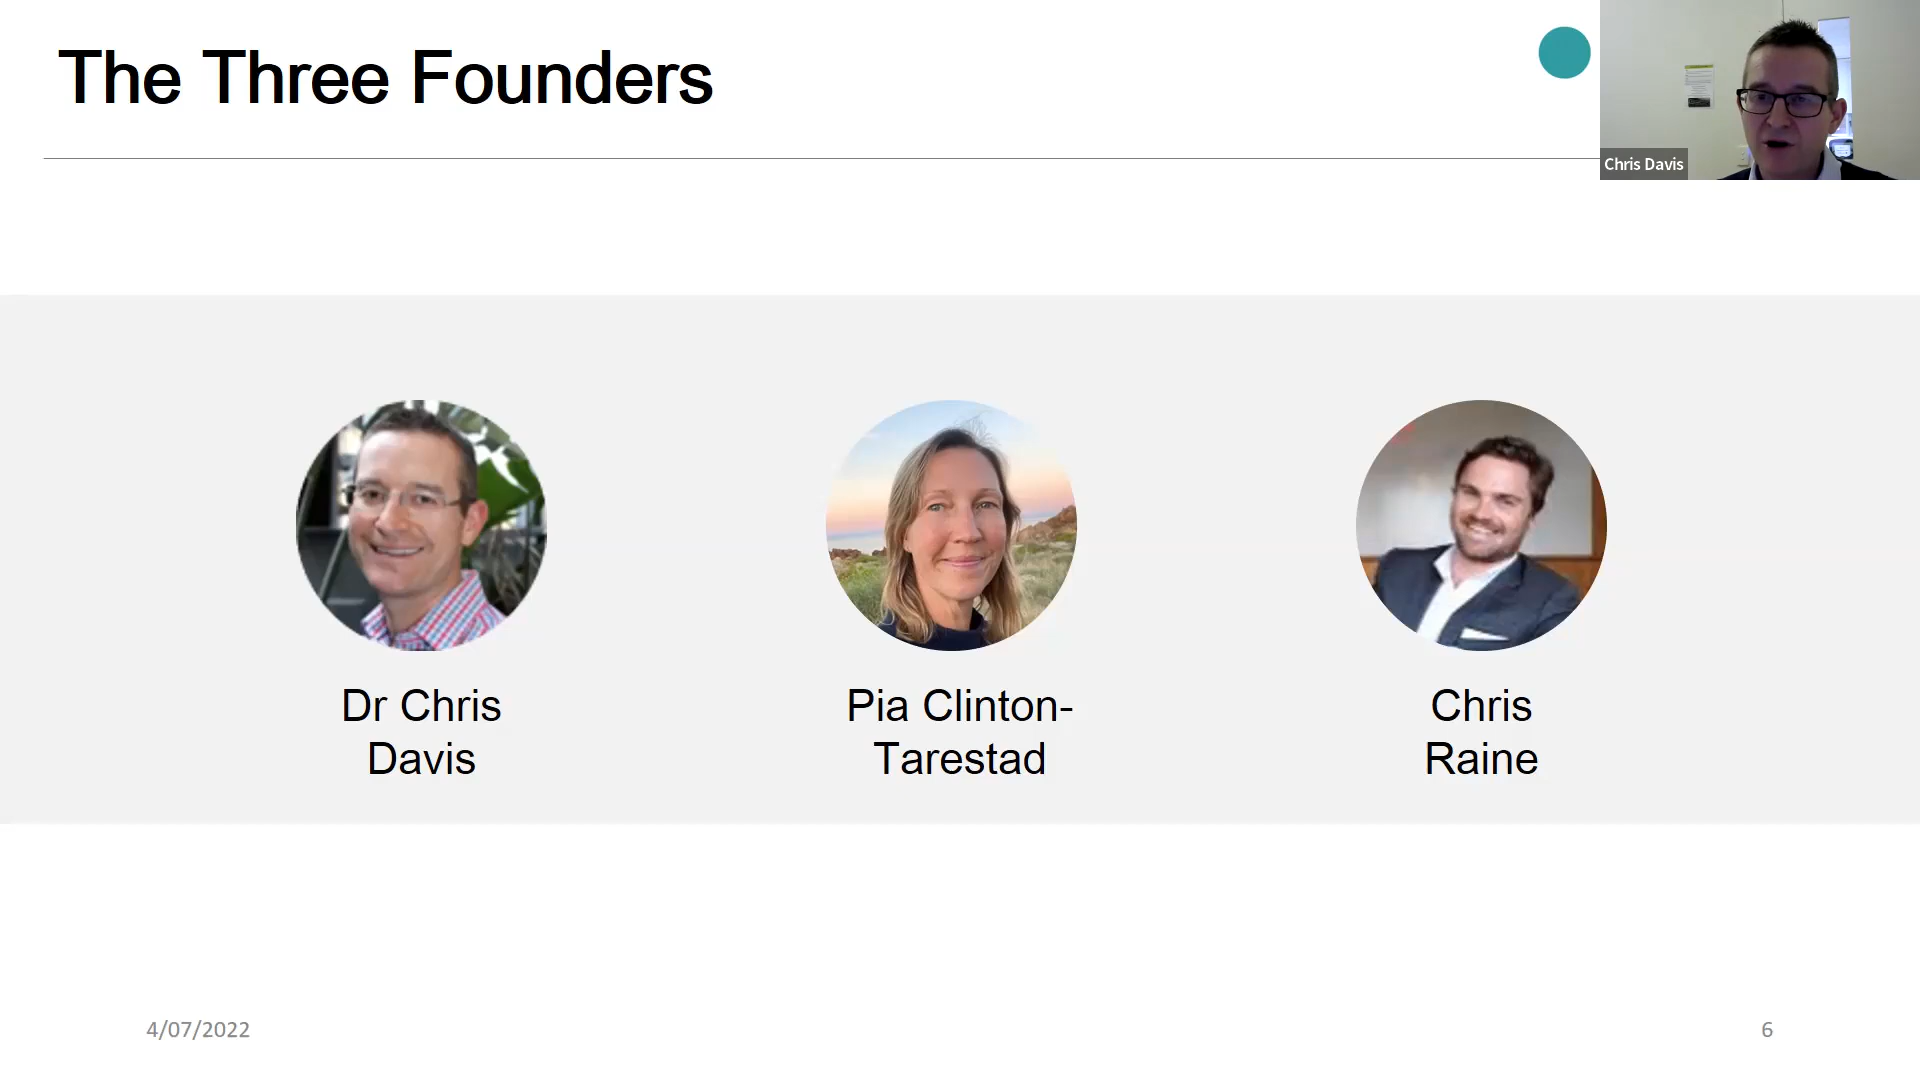 The Three Founders
Chris Davis
Dr Chris
Davis
Pia Clinton-
Tarestad
Chris
Raine
4/07/2022
6